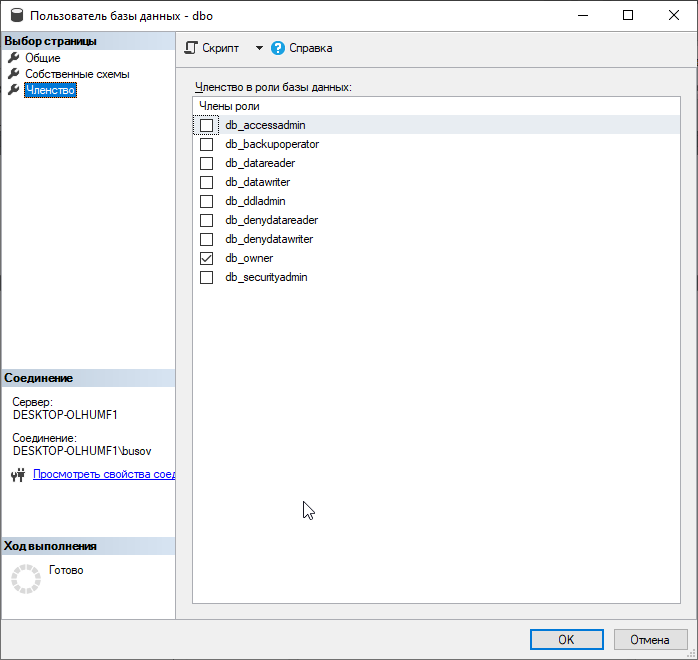 Пользователь базы данных - dbo
Выбор страницы
Общие
Собственные схемы
Членство
Скрипт
Справка
Членство в роли базы данных:
Члены роли
db_accessadmin
db_backupoperator
db_datareader
db_datawriter
db_ddladmin
db_denydatareader
db_denydatawriter
db_owner
db_securityadmin
Соединение
Сервер:
DESKTOP-OLHUMF1
Соединение:
DESKTOP-OLHUMF1\busov
Просмотреть свойства соед
Ход выполнения
Готово
OK
Отмена